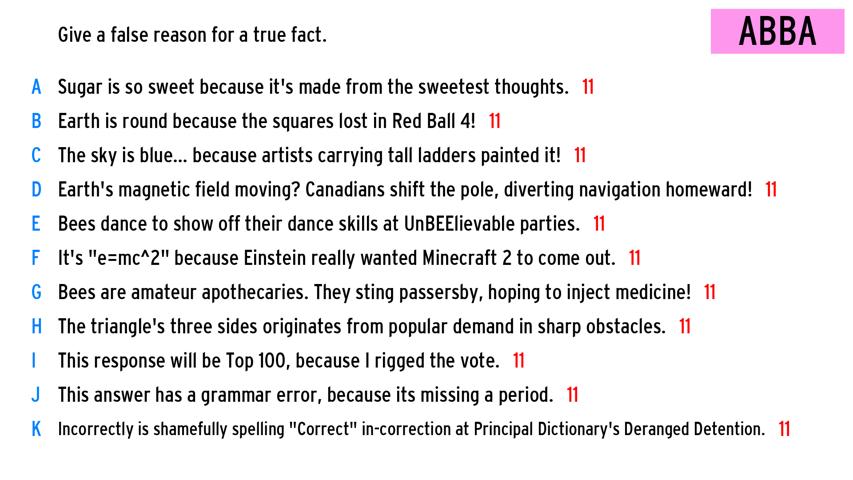 Give a false reason for a true fact.
ABBA
A Sugar is so sweet because it's made from the sweetest thoughts. 11
B Earth is round because the squares lost in Red Ball 4! 11
C The sky is blue... because artists carrying tall ladders painted it! 11
D Earth's magnetic field moving? Canadians shift the pole, diverting navigation homeward! 11
E Bees dance to show off their dance skills at UnBEElievable parties. 11
F It's "e=mc^2" because Einstein really wanted Minecraft 2 to come out. 11
G Bees are amateur apothecaries. They sting passersby, hoping to inject medicine! 11
H The triangle's three sides originates from popular demand in sharp obstacles. 11
I This response will be Top 100, because I rigged the vote. 11
J This answer has a grammar error, because its missing a period. 11
K Incorrectly is shamefully spelling "Correct" in-correction at Principal Dictionary's Deranged Detention. 11